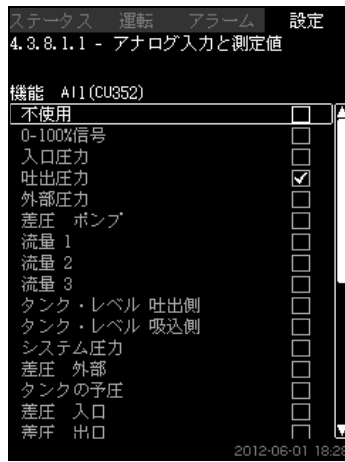 ステータス 運転 アラーム 設定
4.3.8.1.1 - アナログ入力と測定値
機能 AI1(CU352)
不使用
0-100%信号
入口圧力
吐出圧力
外部圧力
差圧 ポンプ
流量 1
流量 2
流量 3
タンク・レベル 吐出側
タンク・レベル 吸込側
システム圧力
差圧 外部
タンクの予圧
差圧 入口
差圧 出口
2012-06-01 18:28